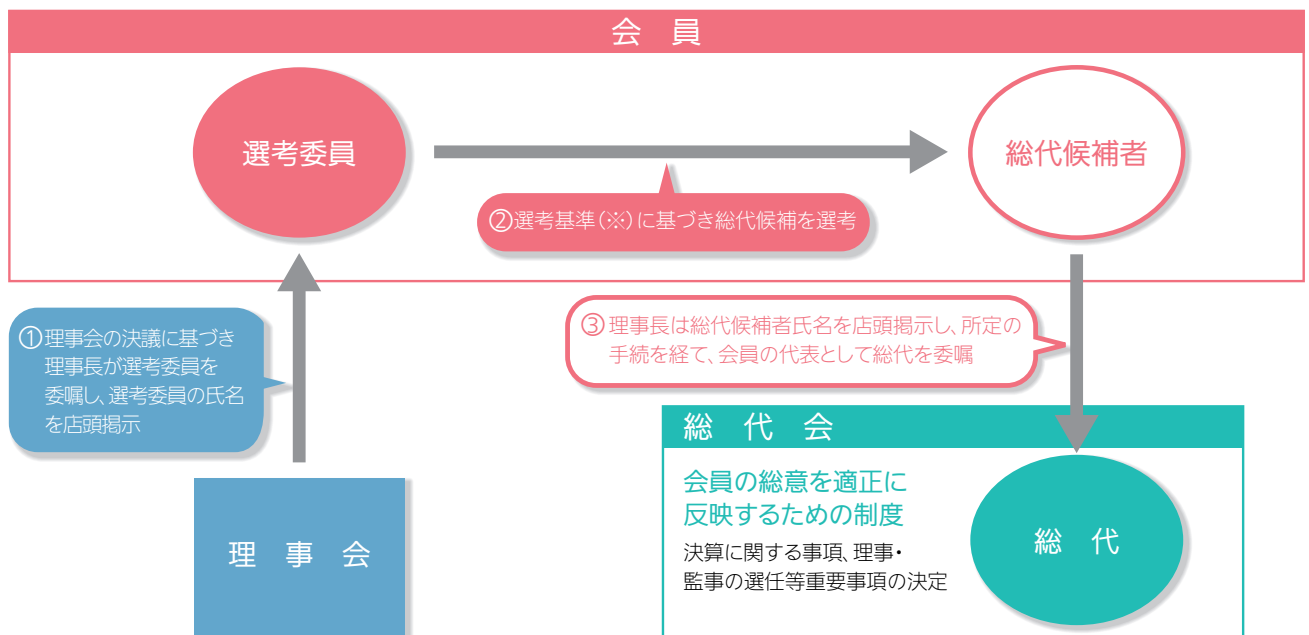 会 員
選考委員
総代候補者
②選考基準(※)に基づき総代候補を選考
①理事会の決議に基づき
理事長が選考委員を
委嘱し、選考委員の氏名
を店頭掲示
③ 理事長は総代候補者氏名を店頭掲示し、所定の
手続を経て、会員の代表として総代を委嘱
理 事 会
総 代 会
会員の総意を適正に
反映するための制度
決算に関する事項、理事・
監事の選任等重要事項の決定
総 代